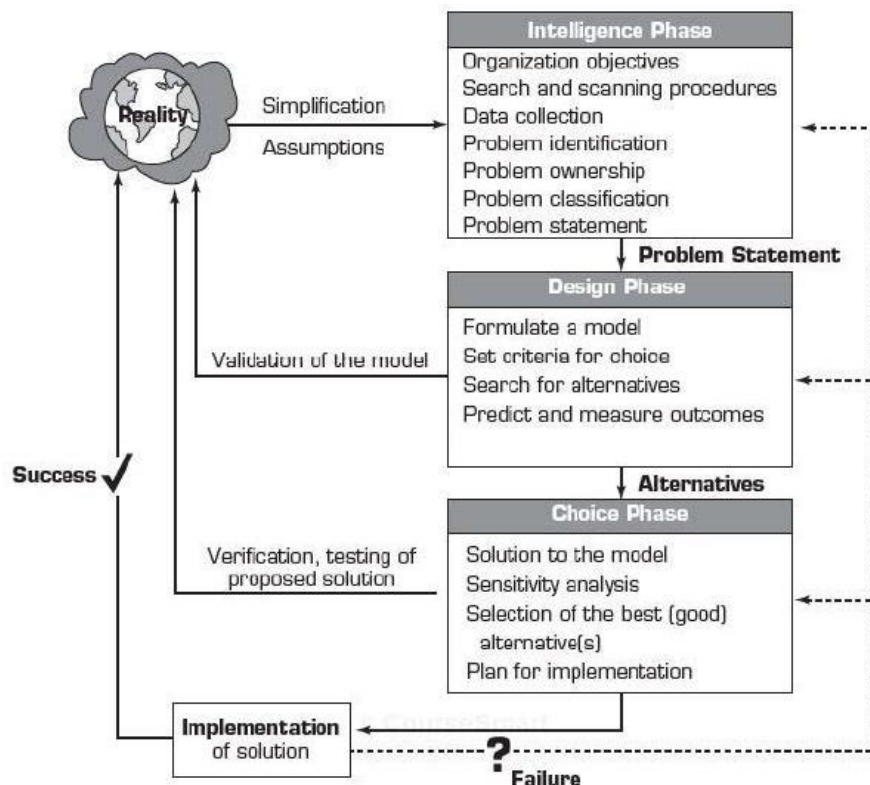 Intelligence Phase
Organization objectives
Search and scanning procedures
Data collection
Problem identification
Problem ownership
Problem classification
Problem statement
Reality
Simplification
Assumptions
Problem Statement
Design Phase
Formulate a model
Set criteria for choice
Search for alternatives
Predict and measure outcomes
Validation of the model
Success
Alternatives
Choice Phase
Solution to the model
Sensitivity analysis
Selection of the best (good)
alternative(s)
Plan for implementation
Verification, testing of
proposed solution
CourseSmart
Implementation
of solution
?
Failure